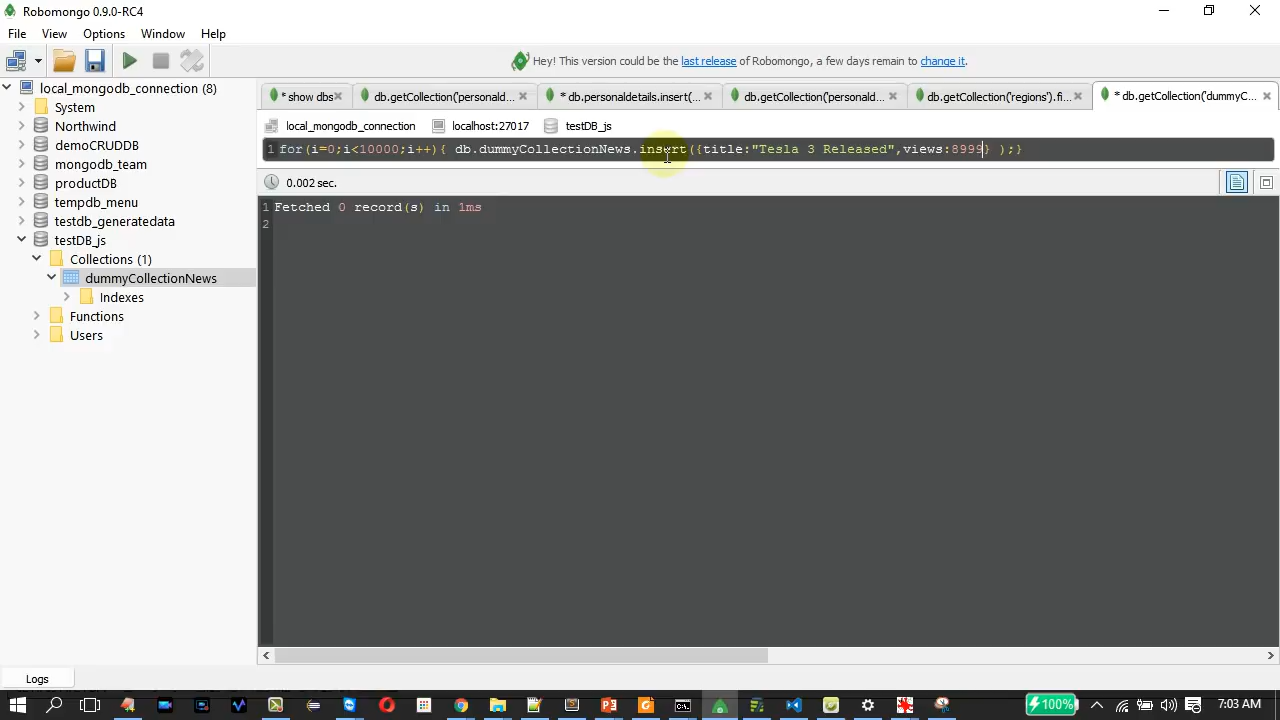 Robomongo 0.9.0-RC4
File View Options Window Help
Hey! This version could be the last release of Robomongo, a few days remain to change it.
local_mongodb_connection (8)
System
Northwind
demoCRUDDB
mongodb_team
productDB
tempdb_menu
testdb_generatedata
testDB_js
Collections (1)
dummyCollectionNews
Indexes
Functions
Users
* show dbs
db.getCollection('personald...
* db.personaldetails.insert(...
db.getCollection('personald...
db.getCollection('regions').fi...
* db.getCollection('dummyC...
local_mongodb_connection localhost:27017 testDB_js
1 for(i=0;i<10000;i++){ db.dummyCollectionNews.insert({title:"Tesla 3 Released",views:8999} );}
0.002 sec.
1 Fetched 0 record(s) in 1ms
2
Logs
100%
7:03 AM